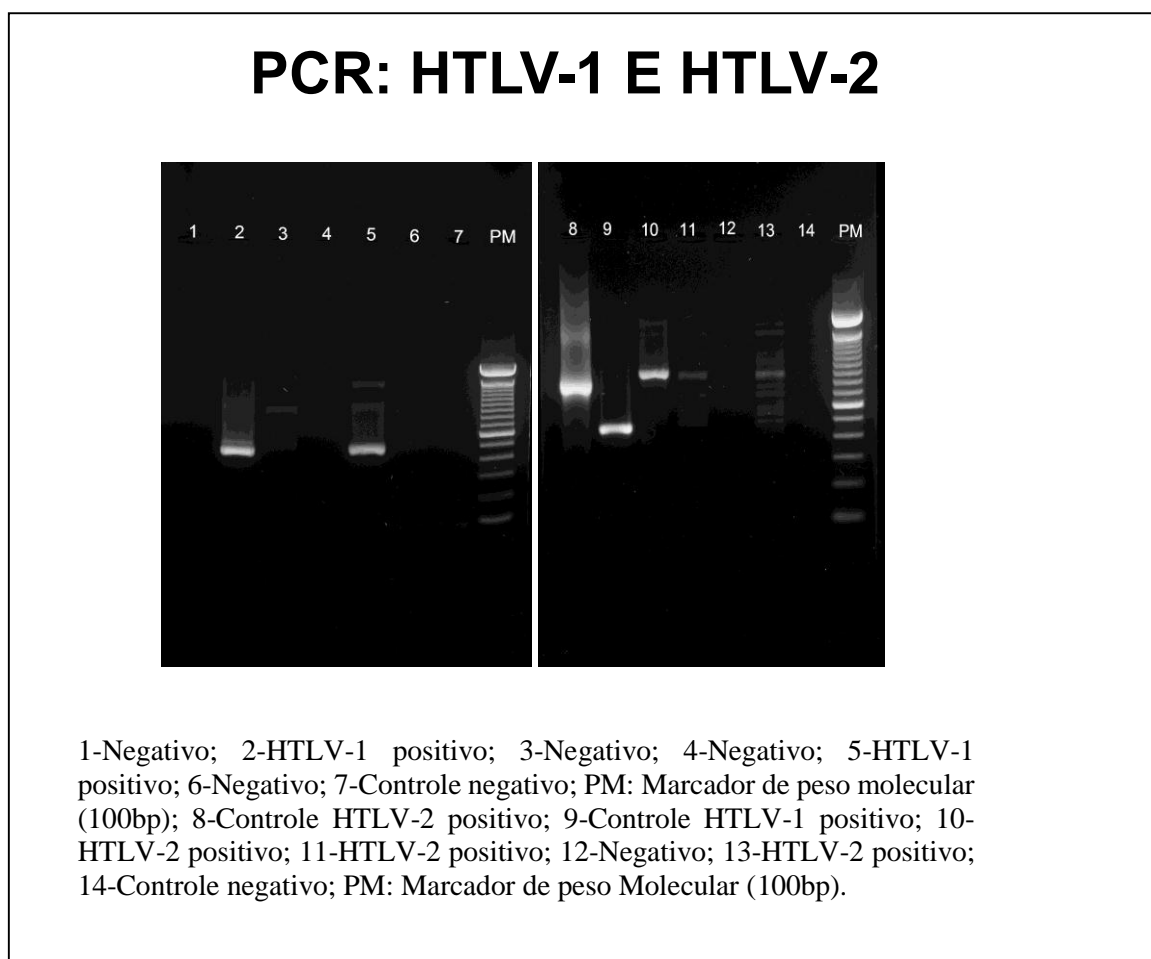 PCR: HTLV-1 E HTLV-2
1 2 3 4 5 6 7 PM
8 9 10 11 12 13 14 PM
1-Negativo; 2-HTLV-1 positivo; 3-Negativo; 4-Negativo; 5-HTLV-1
positivo; 6-Negativo; 7-Controle negativo; PM: Marcador de peso molecular
(100bp); 8-Controle HTLV-2 positivo; 9-Controle HTLV-1 positivo; 10-
HTLV-2 positivo; 11-HTLV-2 positivo; 12-Negativo; 13-HTLV-2 positivo;
14-Controle negativo; PM: Marcador de peso Molecular (100bp).